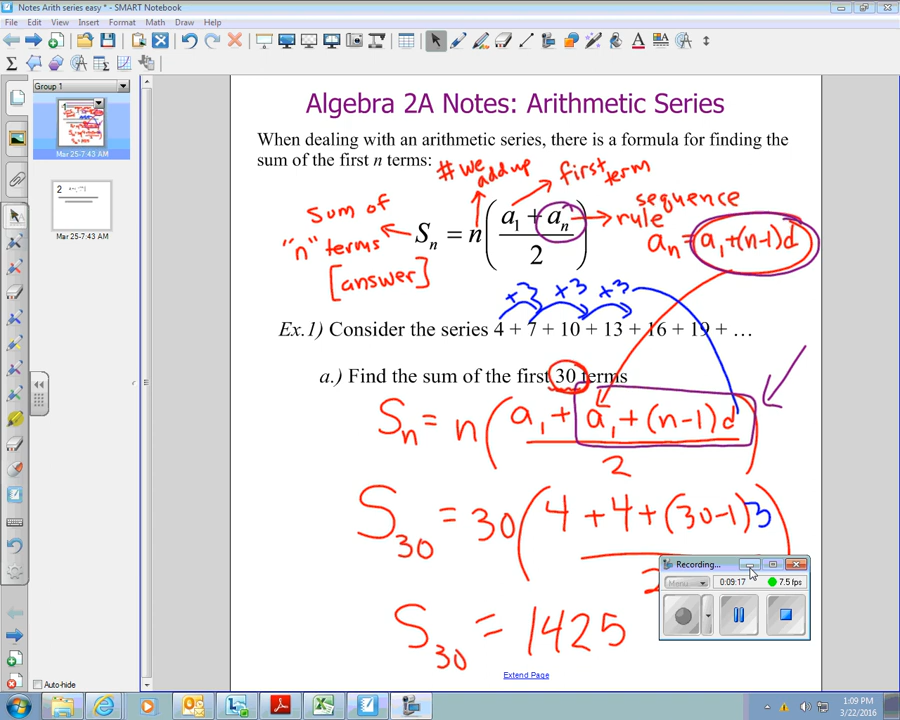 Notes Arith series easy * - SMART Notebook
File Edit View Insert Format Math Draw Help
Group 1
1
Mar 25-7:43 AM
2
Mar 25-7:43 AM
Algebra 2A Notes: Arithmetic Series
When dealing with an arithmetic series, there is a formula for finding the
sum of the first n terms:
# we add up
first term
sequence rule
Sum of "n" terms [answer]
Sₙ = n((a₁ + aₙ)/2)
aₙ = a₁+(n-1)d
+3 +3 +3
Ex.1) Consider the series 4 + 7 + 10 + 13 + 16 + 19 + …
a.) Find the sum of the first 30 terms
Sₙ = n((a₁ + a₁ + (n-1)d)/2)
S₃₀ = 30((4 + 4 + (30-1)3)/2)
S₃₀ = 1425
Recording...
Menu
0:09:17
7.5 fps
Extend Page
Auto-hide
1:09 PM
3/22/2016